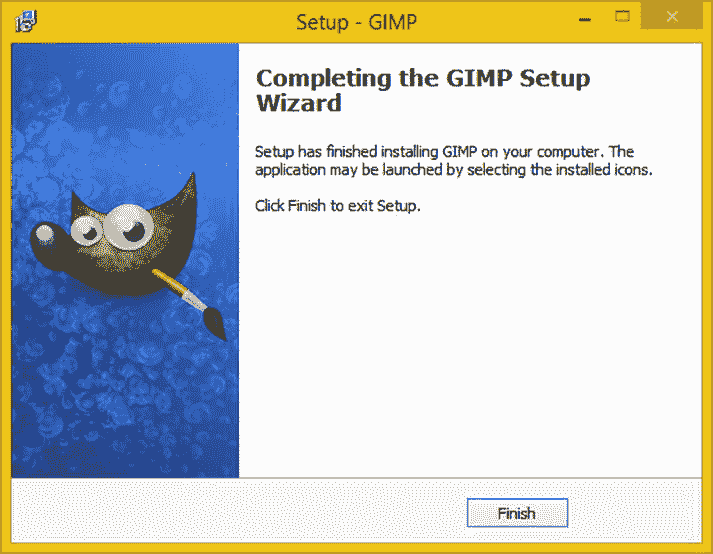 Setup - GIMP
Completing the GIMP Setup
Wizard
Setup has finished installing GIMP on your computer. The
application may be launched by selecting the installed icons.
Click Finish to exit Setup.
Finish